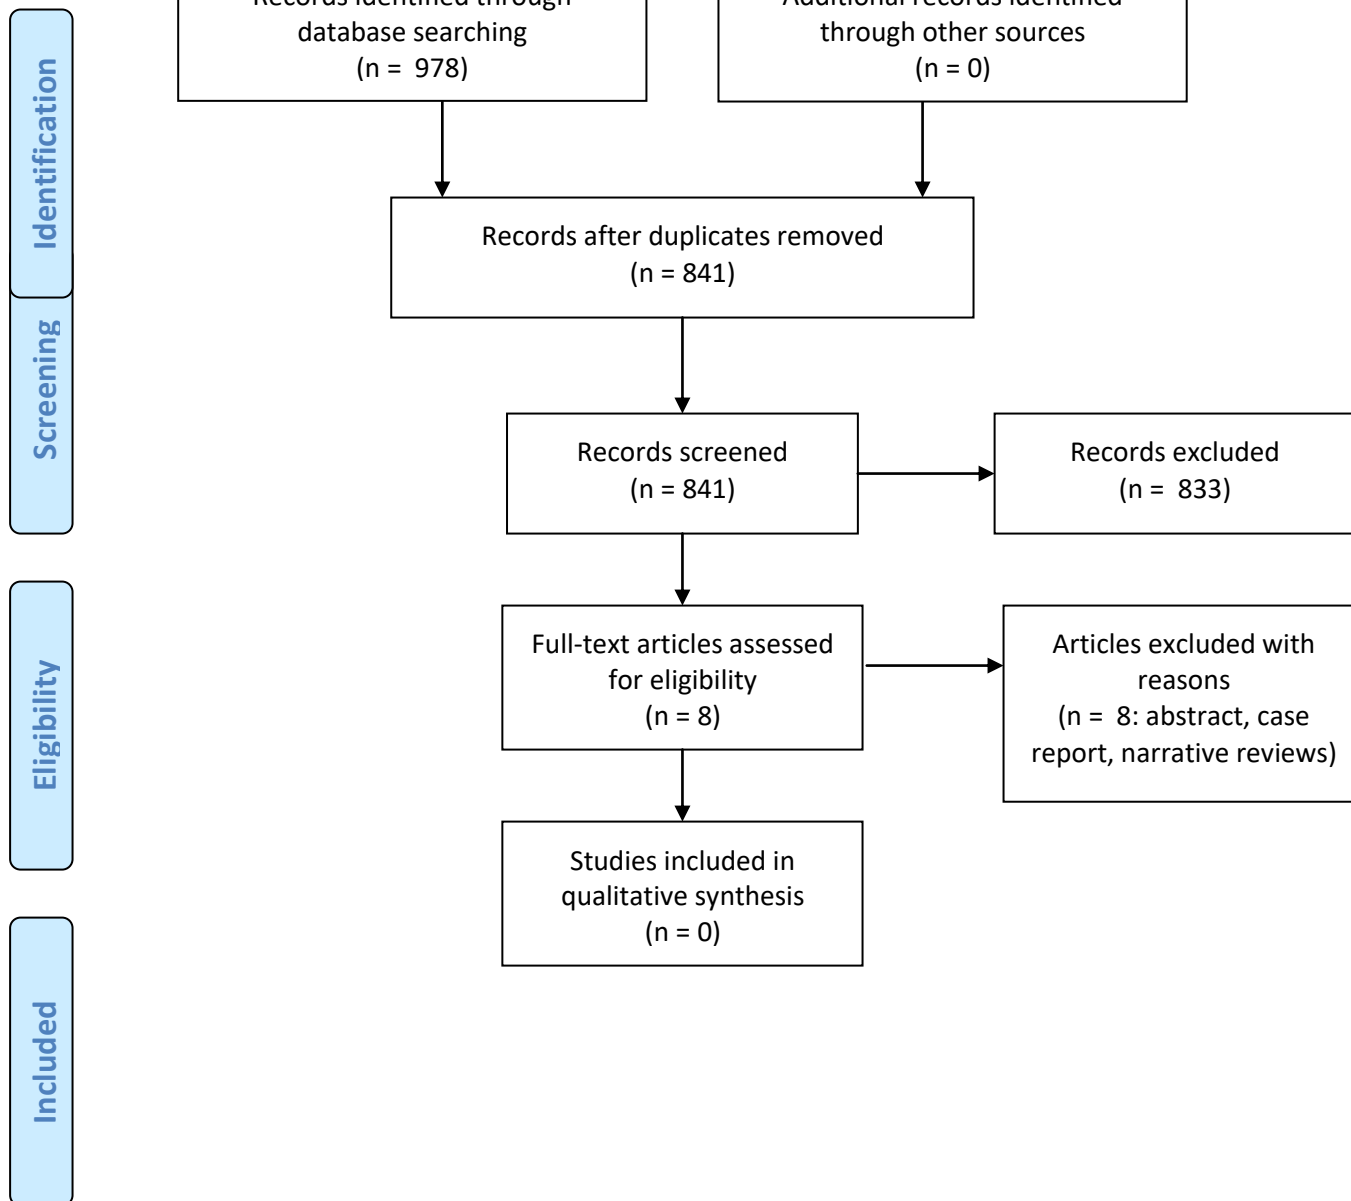 Records identified through
database searching
(n = 978)
Additional records identified
through other sources
(n = 0)
Identification
Records after duplicates removed
(n = 841)
Screening
Records screened
(n = 841)
Records excluded
(n = 833)
Full-text articles assessed
for eligibility
(n = 8)
Articles excluded with
reasons
(n = 8: abstract, case
report, narrative reviews)
Eligibility
Studies included in
qualitative synthesis
(n = 0)
Included